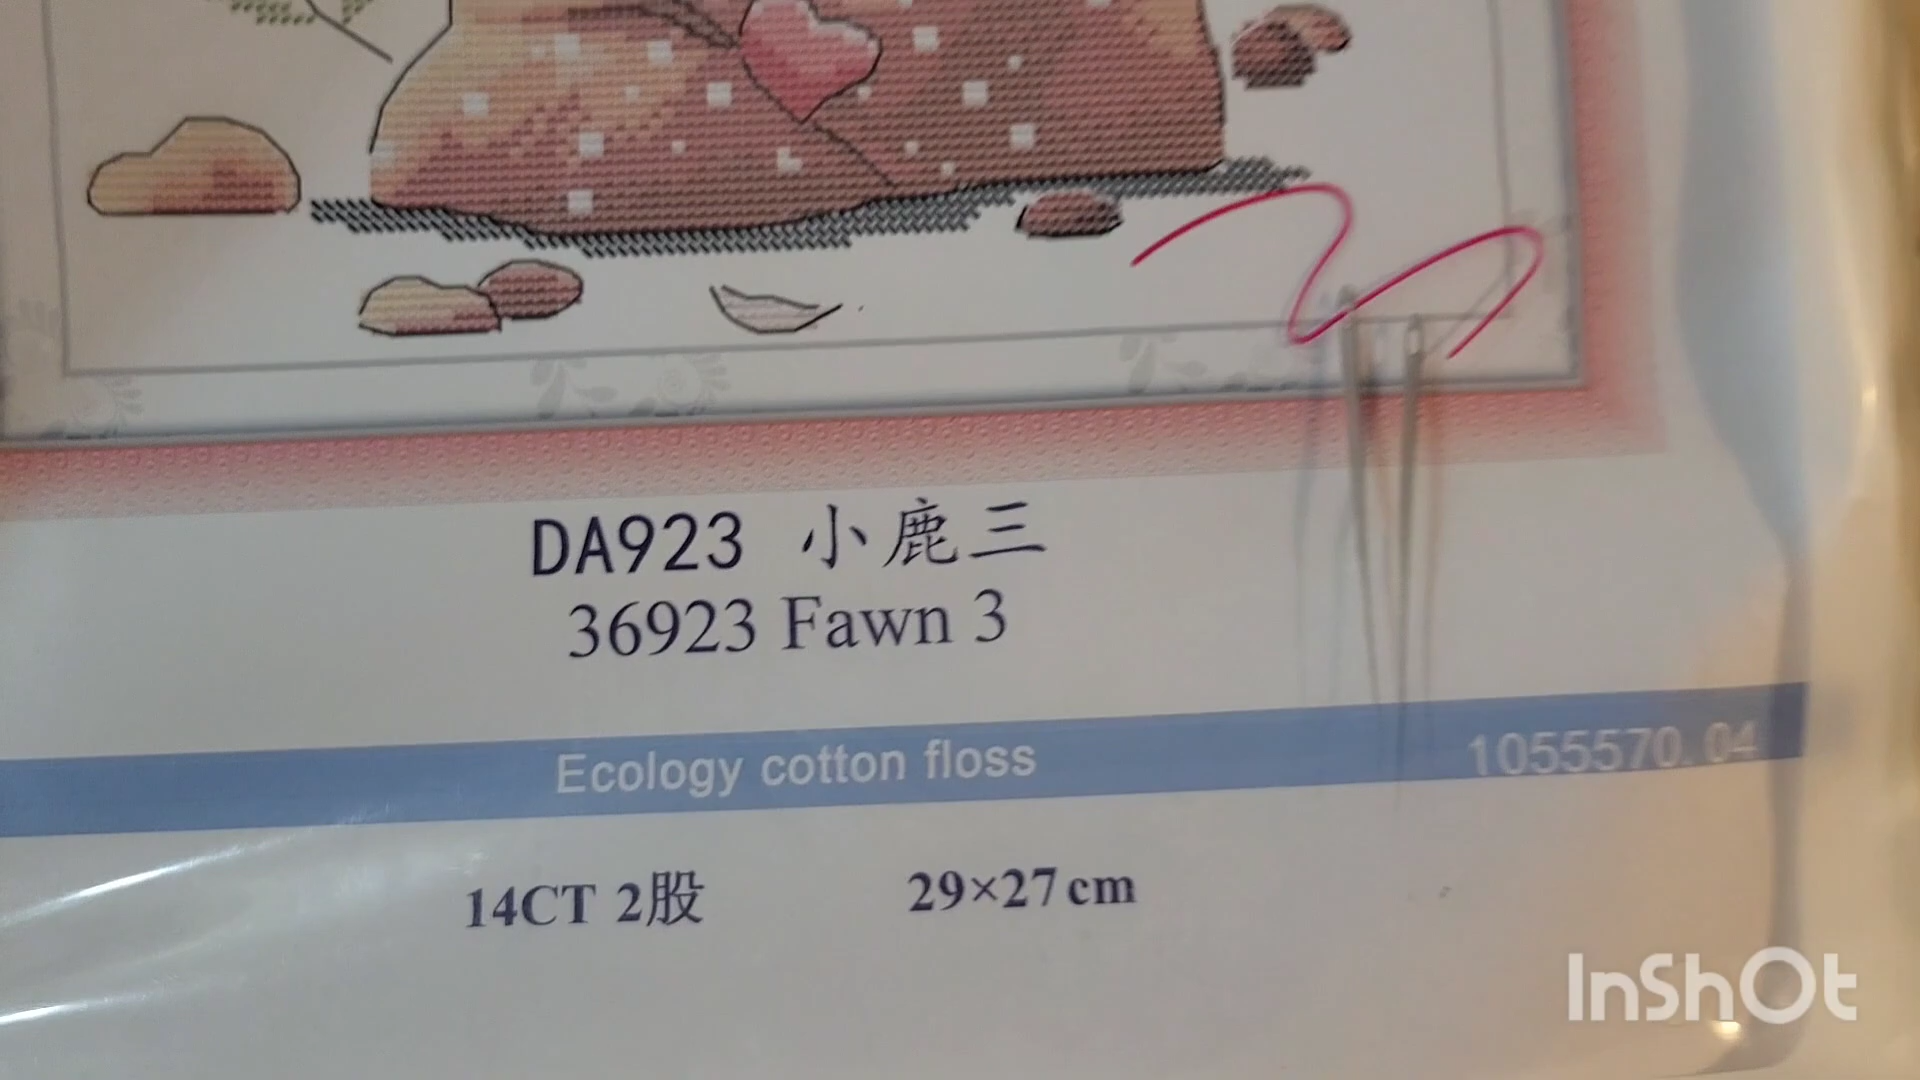 DA923 小鹿三
36923 Fawn 3
Ecology cotton floss
1055570.04
14CT 2股
29×27cm
InShOt